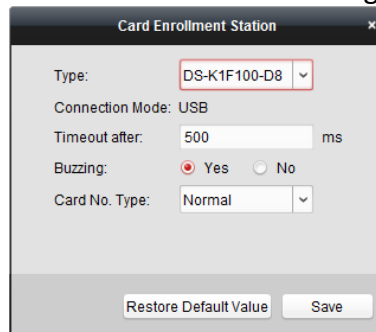 Card Enrollment Station ×
Type: DS-K1F100-D8
Connection Mode: USB
Timeout after: 500 ms
Buzzing: Yes No
Card No. Type: Normal
Restore Default Value Save